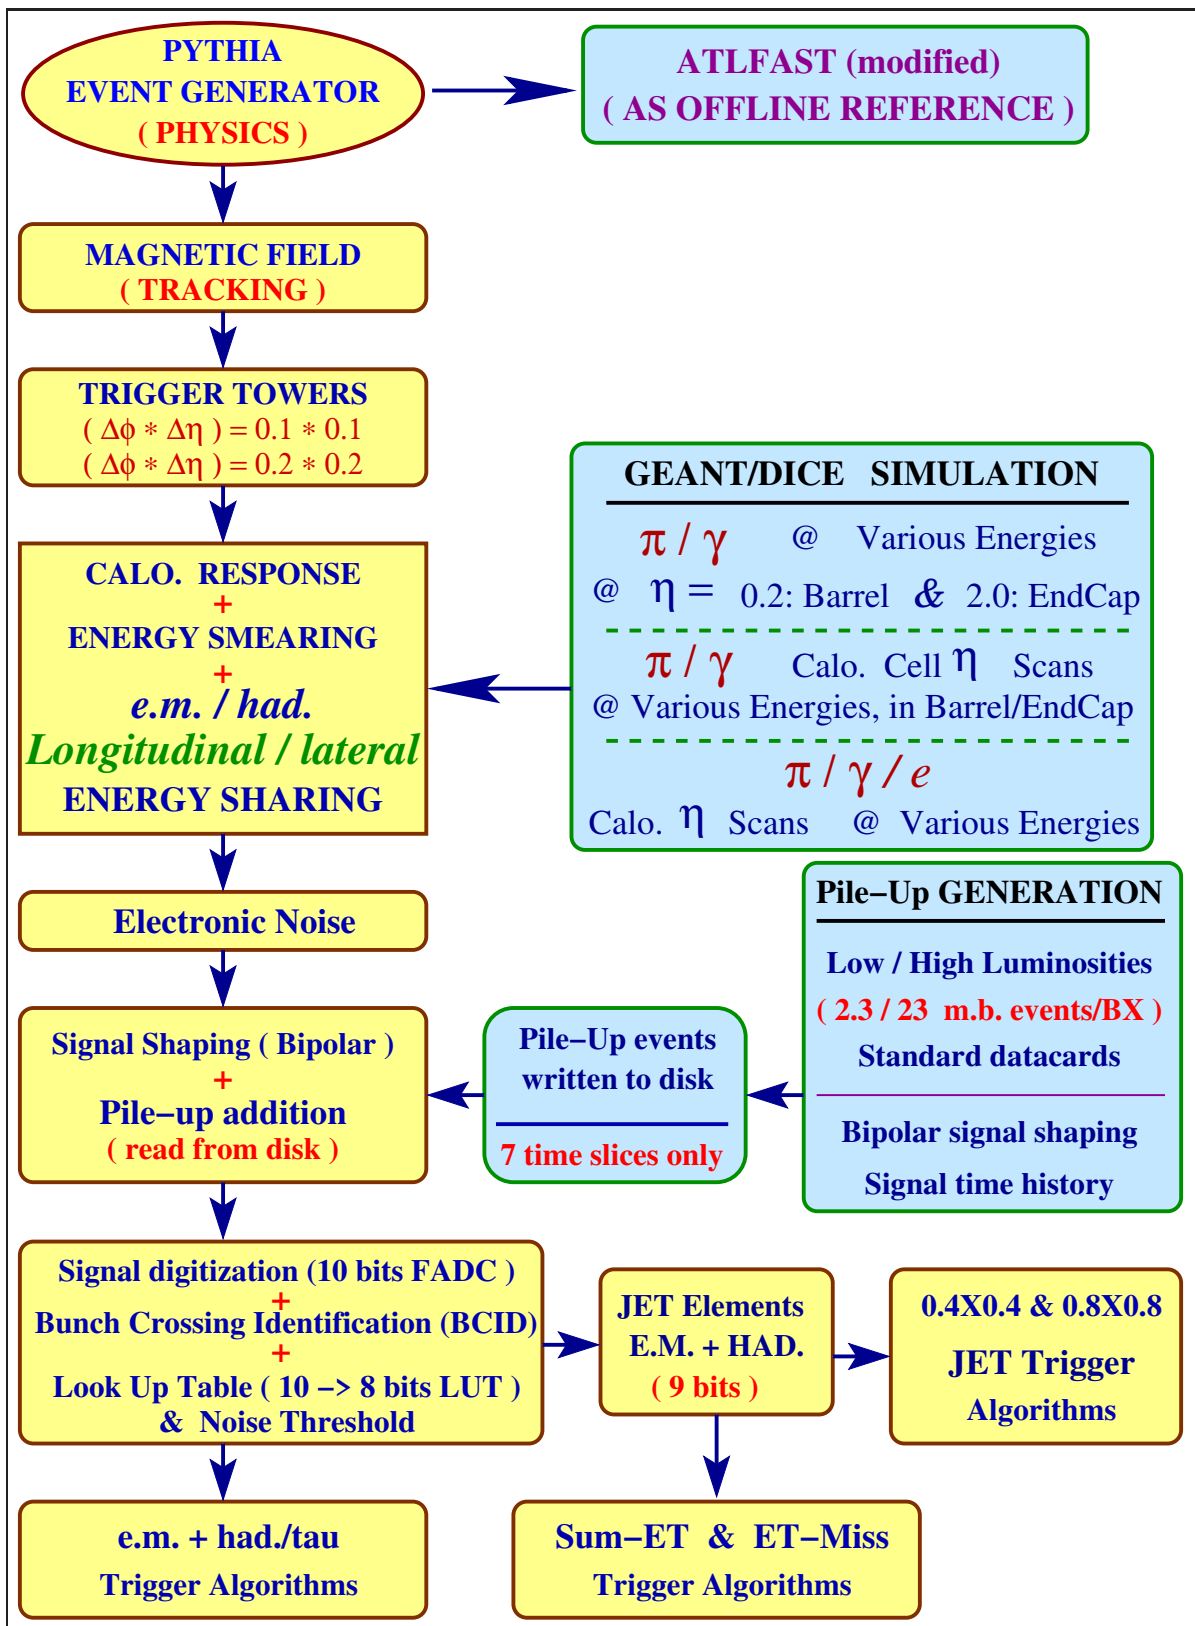 PYTHIA
EVENT GENERATOR
( PHYSICS )
ATLFAST (modified)
( AS OFFLINE REFERENCE )
MAGNETIC FIELD
( TRACKING )
TRIGGER TOWERS
( Δϕ * Δη ) = 0.1 * 0.1
( Δϕ * Δη ) = 0.2 * 0.2
CALO. RESPONSE
+
ENERGY SMEARING
+
e.m. / had.
Longitudinal / lateral
ENERGY SHARING
GEANT/DICE SIMULATION
π / γ @ Various Energies
@ η = 0.2: Barrel & 2.0: EndCap
π / γ Calo. Cell η Scans
@ Various Energies, in Barrel/EndCap
π / γ / e
Calo. η Scans @ Various Energies
Electronic Noise
Pile−Up GENERATION
Low / High Luminosities
( 2.3 / 23 m.b. events/BX )
Standard datacards
Bipolar signal shaping
Signal time history
Pile−Up events
written to disk
7 time slices only
Signal Shaping ( Bipolar )
+
Pile−up addition
( read from disk )
Signal digitization (10 bits FADC )
+
Bunch Crossing Identification (BCID)
+
Look Up Table ( 10 −> 8 bits LUT )
& Noise Threshold
JET Elements
E.M. + HAD.
( 9 bits )
0.4X0.4 & 0.8X0.8
JET Trigger
Algorithms
e.m. + had./tau
Trigger Algorithms
Sum−ET & ET−Miss
Trigger Algorithms